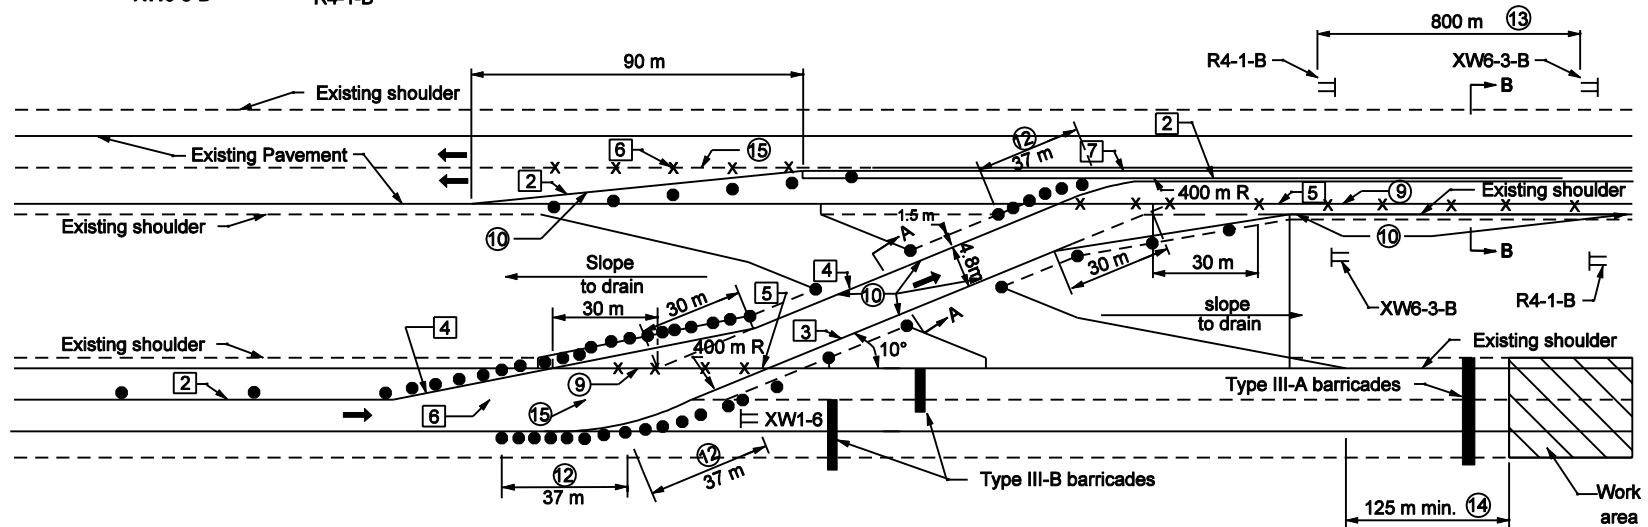 800 m 13
R4-1-B
XW6-3-B
90 m
B
Existing shoulder
12
37 m
2
6
15
7
Existing Pavement
2
400 m R
5
9
Existing shoulder
Existing shoulder
10
1.5 m
A
10
4.8m
B
Slope
to drain
4
10
30 m
30 m
30 m
30 m
5
XW6-3-B
R4-1-B
4
3
A
slope
to drain
Existing shoulder
Existing shoulder
400 m R
10°
2
9
Type III-A barricades
6
15
XW1-6
12
37 m
12
37 m
Type III-B barricades
Work
area
125 m min. 14